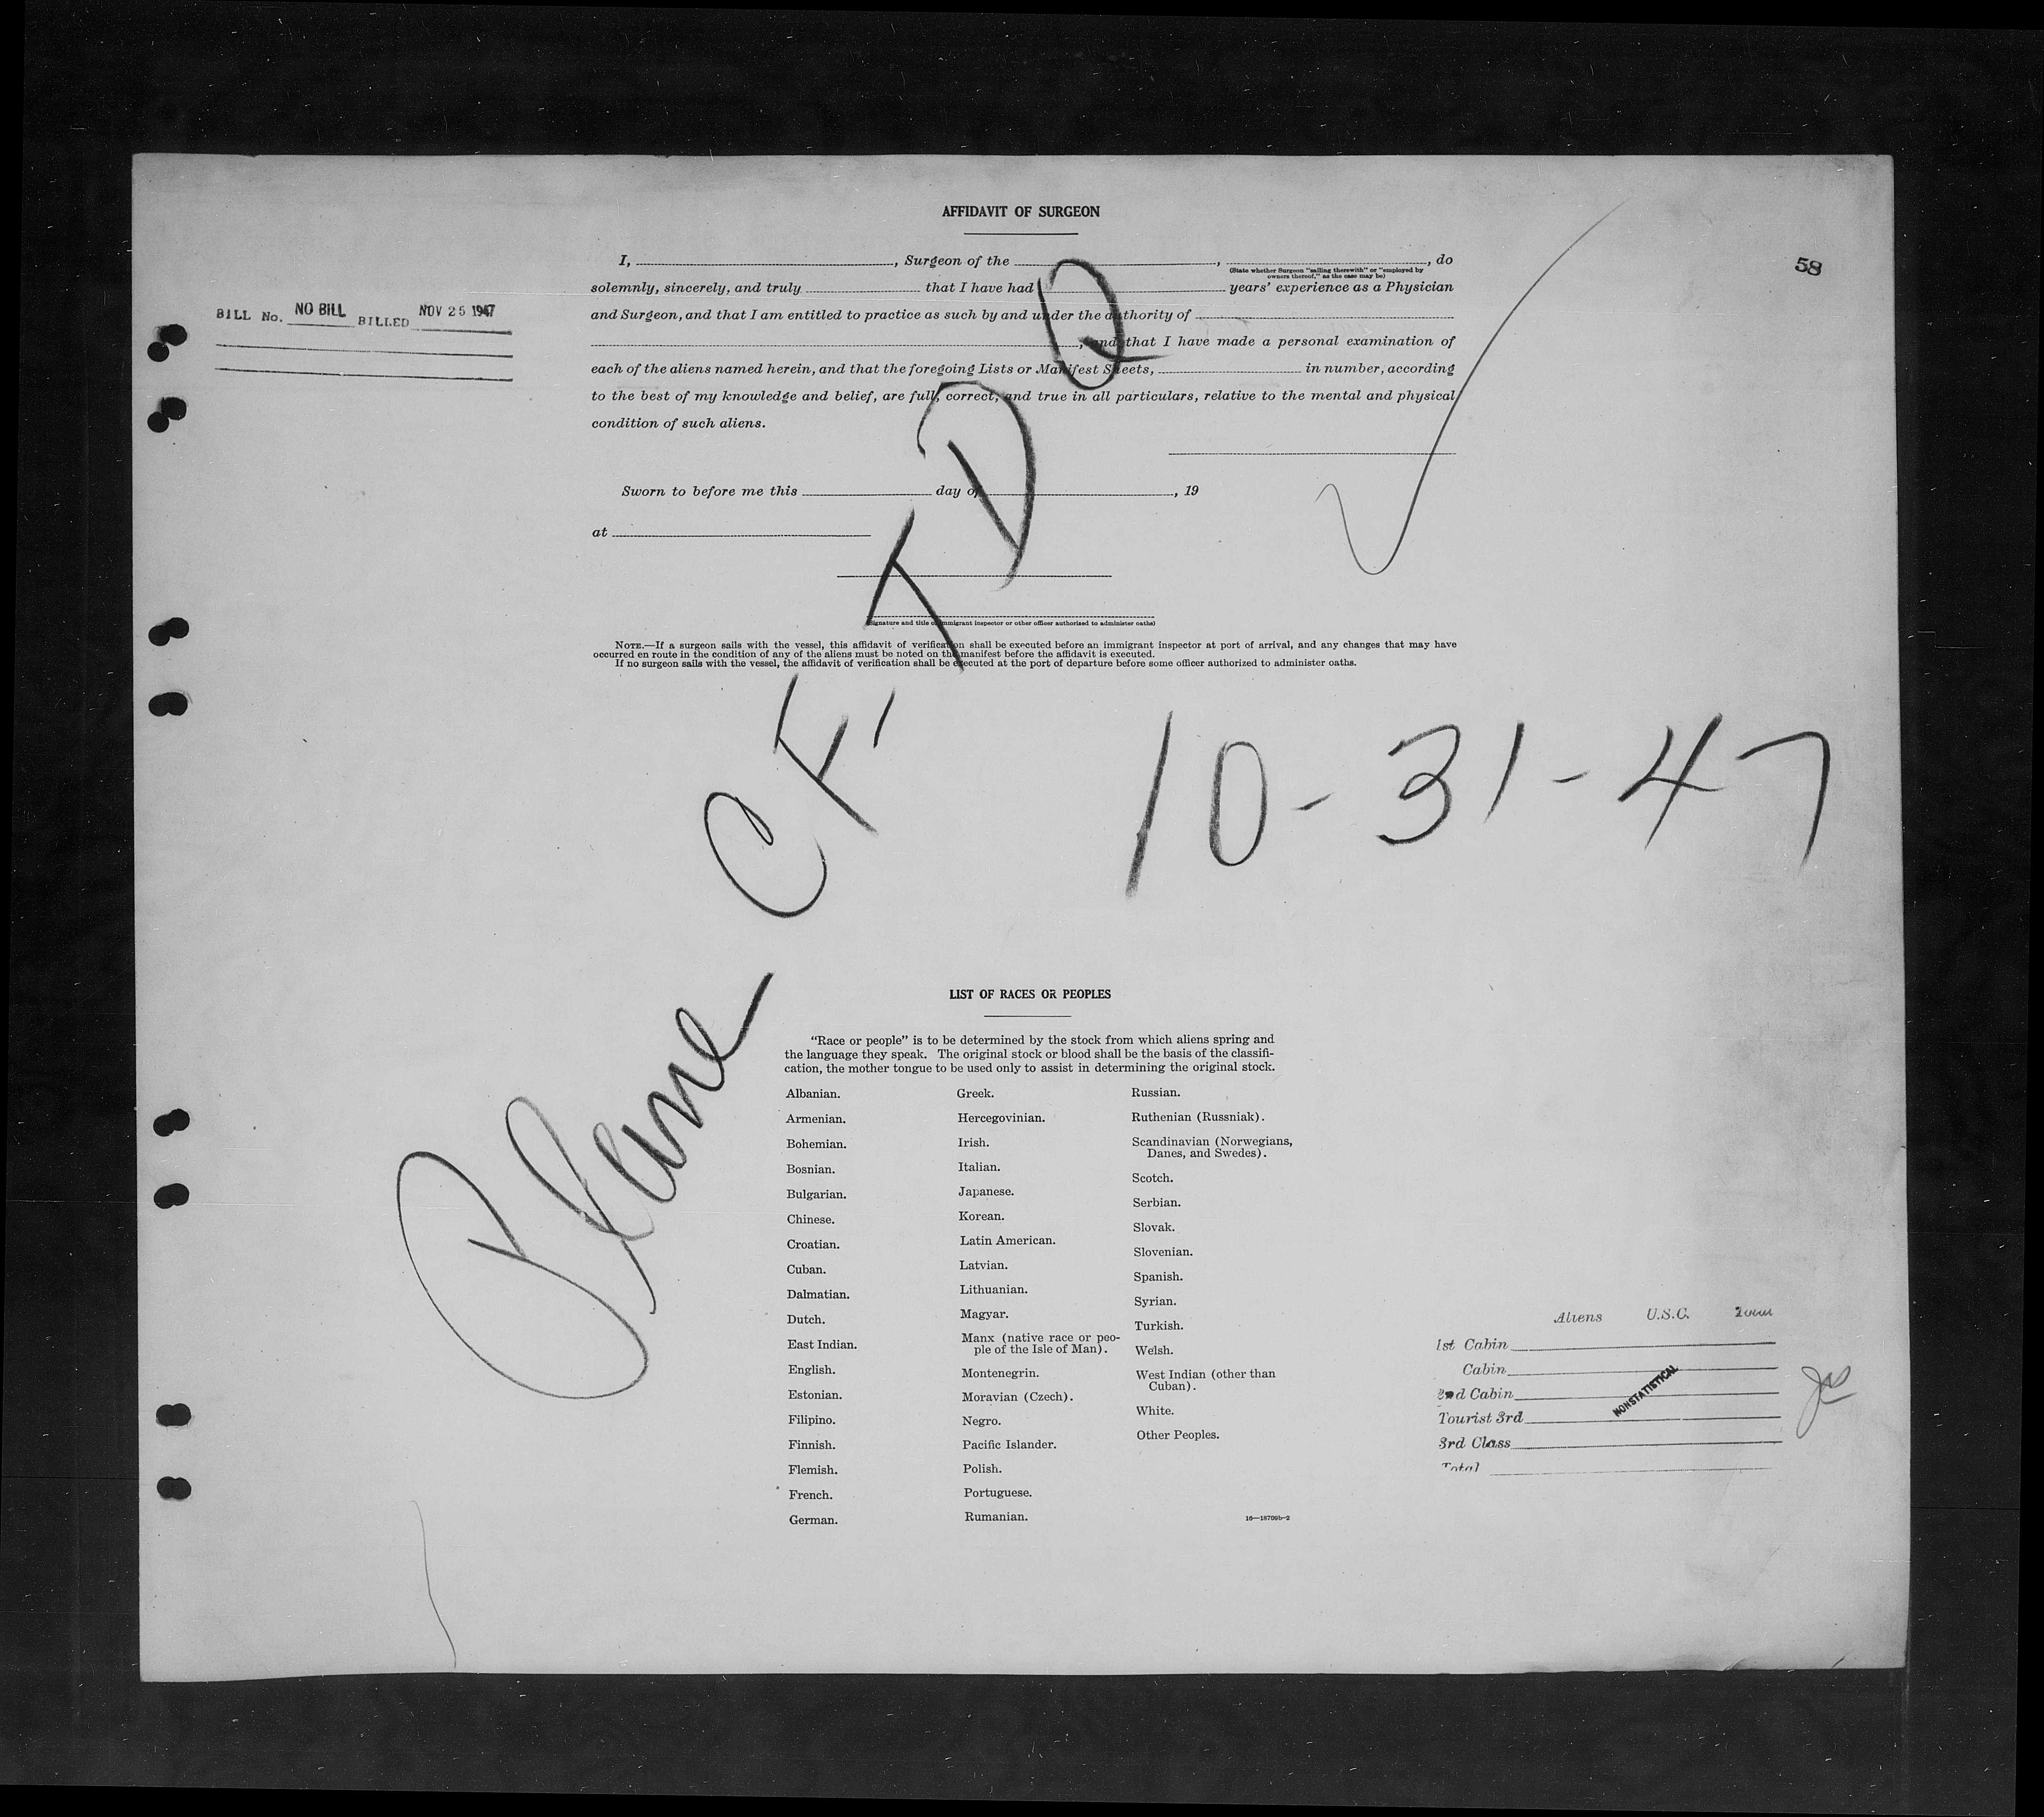 AFFIDAVIT OF SURGEON
58
I, , Surgeon of the , , do
(State whether Surgeon "sailing therewith" or "employed by
owners thereof," as the case may be)
solemnly, sincerely, and truly that I have had years' experience as a Physician
BILL No. NO BILL BILLED NOV 25 1947
and Surgeon, and that I am entitled to practice as such by and under the authority of
, and that I have made a personal examination of
each of the aliens named herein, and that the foregoing Lists or Manifest Sheets, in number, according
to the best of my knowledge and belief, are full, correct, and true in all particulars, relative to the mental and physical
condition of such aliens.
Sworn to before me this day of , 19
at
(Signature and title of immigrant inspector or other officer authorized to administer oaths)
NOTE.—If a surgeon sails with the vessel, this affidavit of verification shall be executed before an immigrant inspector at port of arrival, and any changes that may have
occurred en route in the condition of any of the aliens must be noted on the manifest before the affidavit is executed.
If no surgeon sails with the vessel, the affidavit of verification shall be executed at the port of departure before some officer authorized to administer oaths.
Plane CF-TDQ
10-31-47
LIST OF RACES OR PEOPLES
"Race or people" is to be determined by the stock from which aliens spring and
the language they speak. The original stock or blood shall be the basis of the classifi-
cation, the mother tongue to be used only to assist in determining the original stock.
Albanian.
Armenian.
Bohemian.
Bosnian.
Bulgarian.
Chinese.
Croatian.
Cuban.
Dalmatian.
Dutch.
East Indian.
English.
Estonian.
Filipino.
Finnish.
Flemish.
French.
German.
Greek.
Hercegovinian.
Irish.
Italian.
Japanese.
Korean.
Latin American.
Latvian.
Lithuanian.
Magyar.
Manx (native race or peo-
ple of the Isle of Man).
Montenegrin.
Moravian (Czech).
Negro.
Pacific Islander.
Polish.
Portuguese.
Rumanian.
Russian.
Ruthenian (Russniak).
Scandinavian (Norwegians,
Danes, and Swedes).
Scotch.
Serbian.
Slovak.
Slovenian.
Spanish.
Syrian.
Turkish.
Welsh.
West Indian (other than
Cuban).
White.
Other Peoples.
16—18709b-2
Aliens U.S.C.
1st Cabin
Cabin
2nd Cabin
Tourist 3rd
3rd Class
Total
NONSTATISTICAL